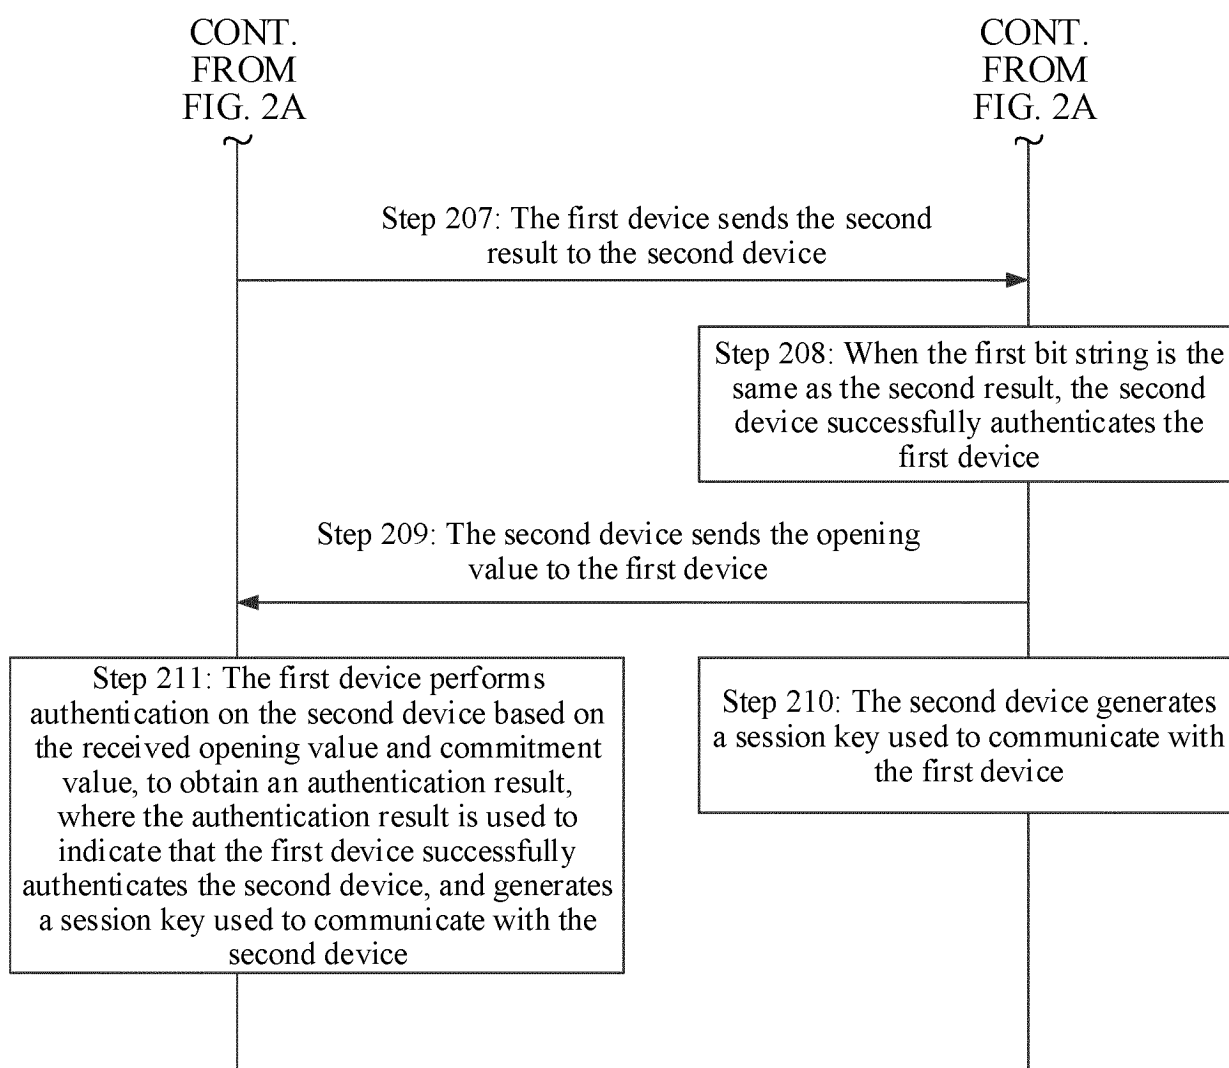 CONT.
FROM
FIG. 2A
CONT.
FROM
FIG. 2A
Step 207: The first device sends the second
result to the second device
Step 208: When the first bit string is the
same as the second result, the second
device successfully authenticates the
first device
Step 209: The second device sends the opening
value to the first device
Step 211: The first device performs
authentication on the second device based on
the received opening value and commitment
value, to obtain an authentication result,
where the authentication result is used to
indicate that the first device successfully
authenticates the second device, and generates
a session key used to communicate with the
second device
Step 210: The second device generates
a session key used to communicate with
the first device